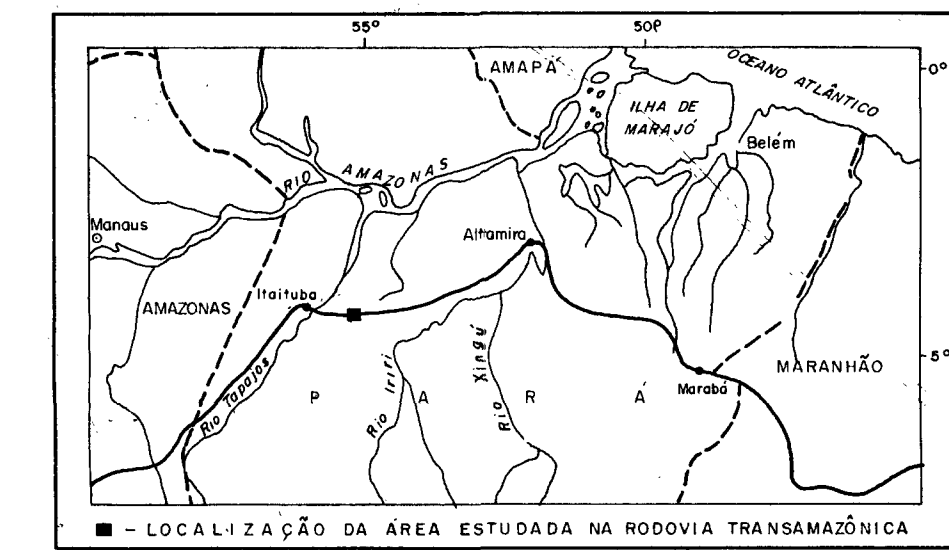 55° 50°
0°
AMAPÁ
OCEANO ATLÂNTICO
ILHA DE
MARAJÓ
Belém
RIO AMAZONAS
Manaus
Altamira
Itaituba
AMAZONAS
5°
MARANHÃO
Marabá
RIO Tapajos
Rio Iriri
Rio Xingú
P A R Á
■ - LOCALIZAÇÃO DA ÁREA ESTUDADA NA RODOVIA TRANSAMAZÔNICA